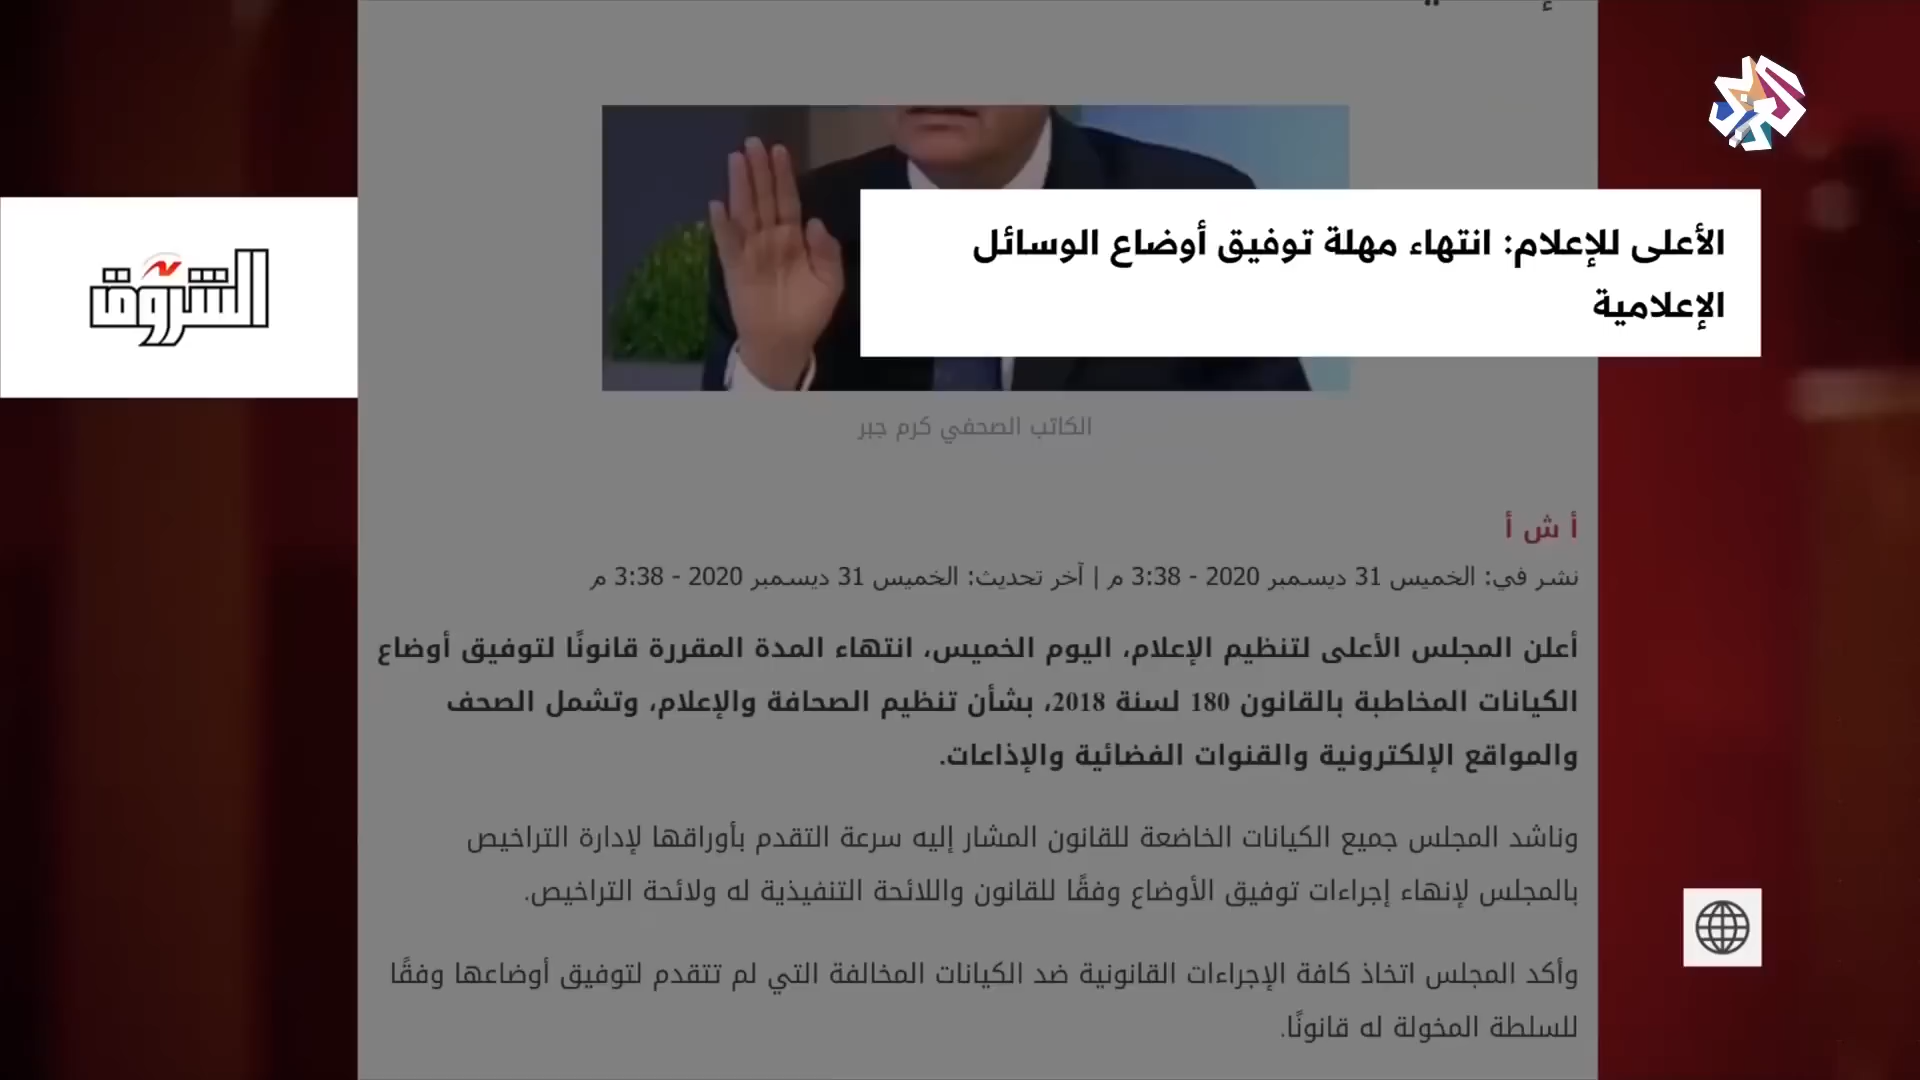 الأعلى للإعلام: انتهاء مهلة توفيق أوضاع الوسائل
الإعلامية
الشروق
الكاتب الصحفي كرم جبر
أ ش أ
نشر في: الخميس 31 ديسمبر 2020 - 3:38 م | آخر تحديث: الخميس 31 ديسمبر 2020 - 3:38 م
أعلن المجلس الأعلى لتنظيم الإعلام، اليوم الخميس، انتهاء المدة المقررة قانونًا لتوفيق أوضاع
الكيانات المخاطبة بالقانون 180 لسنة 2018، بشأن تنظيم الصحافة والإعلام، وتشمل الصحف
والمواقع الإلكترونية والقنوات الفضائية والإذاعات.
وناشد المجلس جميع الكيانات الخاضعة للقانون المشار إليه سرعة التقدم بأوراقها لإدارة التراخيص
بالمجلس لإنهاء إجراءات توفيق الأوضاع وفقًا للقانون واللائحة التنفيذية له ولائحة التراخيص.
وأكد المجلس اتخاذ كافة الإجراءات القانونية ضد الكيانات المخالفة التي لم تتقدم لتوفيق أوضاعها وفقًا
للسلطة المخولة له قانونًا.